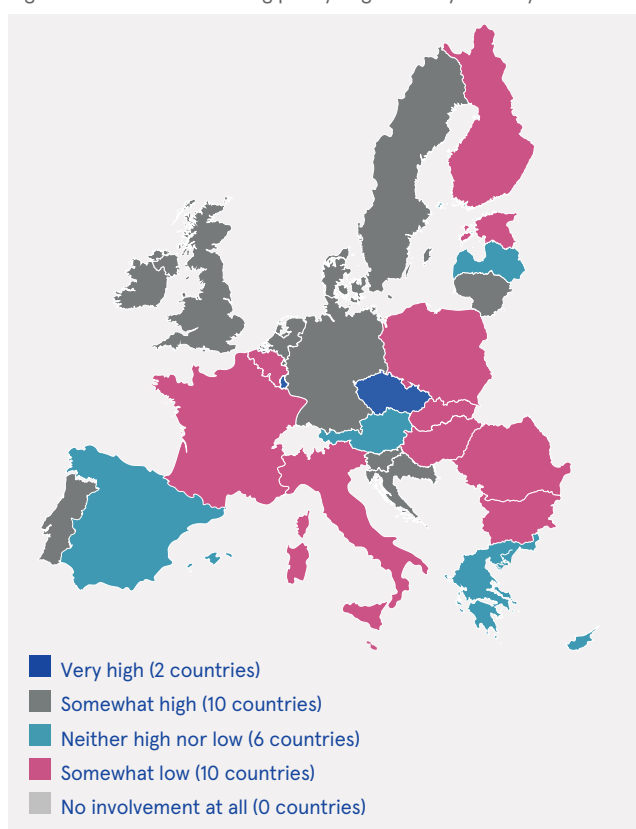 Very high (2 countries)
Somewhat high (10 countries)
Neither high nor low (6 countries)
Somewhat low (10 countries)
No involvement at all (0 countries)